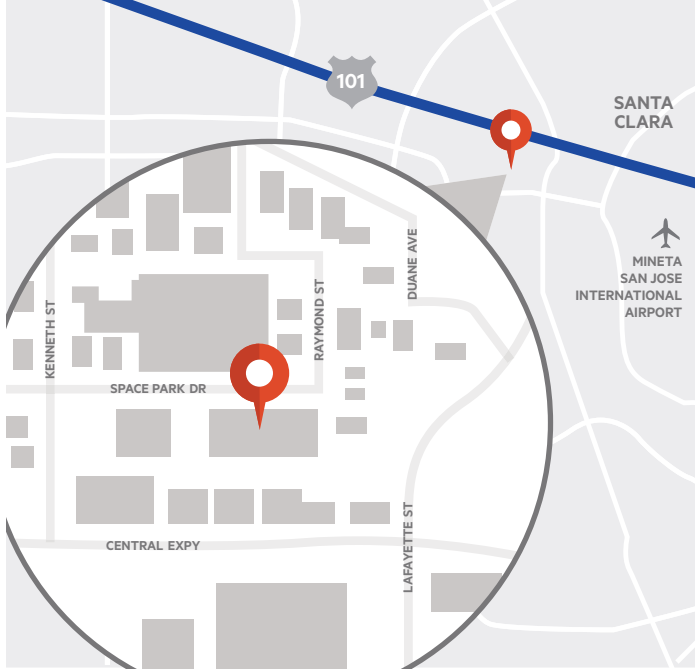 101
SANTA
CLARA
MINETA
SAN JOSE
INTERNATIONAL
AIRPORT
DUANE AVE
RAYMOND ST
KENNETH ST
SPACE PARK DR
LAFAYETTE ST
CENTRAL EXPY